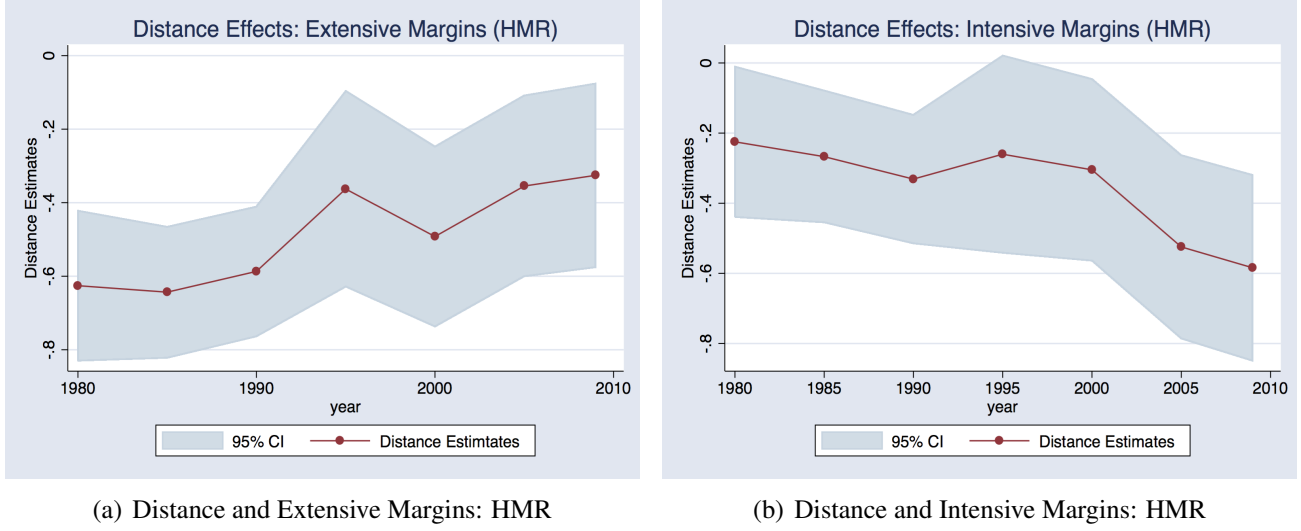 Distance Effects: Extensive Margins (HMR)
Distance Estimates
0
-.2
-.4
-.6
-.8
1980
1990
2000
2010
year
95% CI
Distance Estimtates
(a) Distance and Extensive Margins: HMR
Distance Effects: Intensive Margins (HMR)
Distance Estimates
0
-.2
-.4
-.6
-.8
1980
1985
1990
1995
2000
2005
2010
year
95% CI
Distance Estimates
(b) Distance and Intensive Margins: HMR